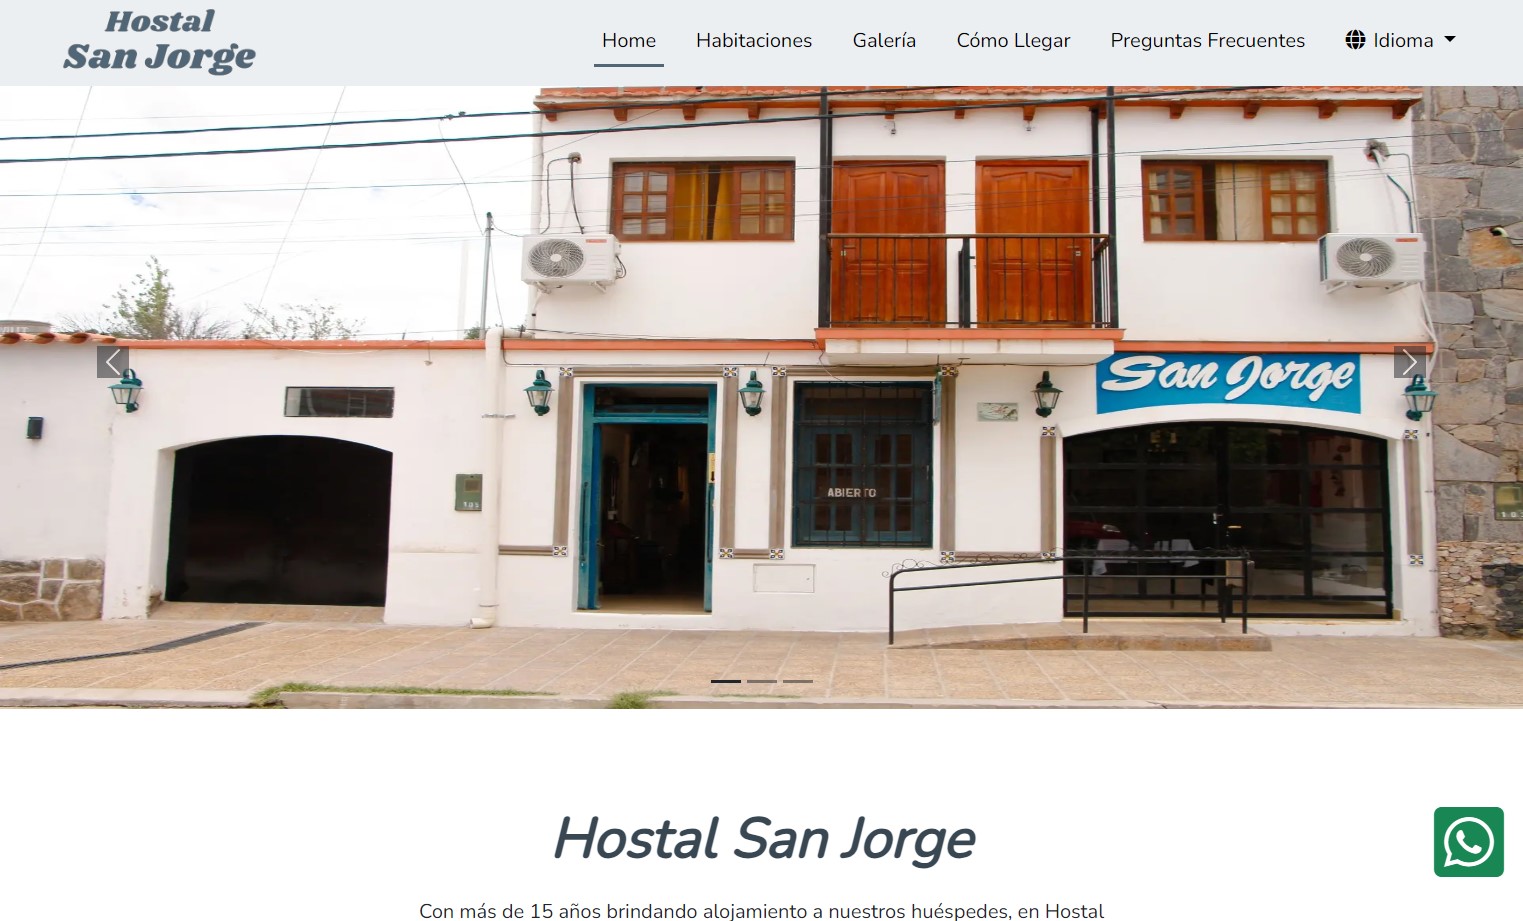 Hostal
San Jorge
Home
Habitaciones
Galería
Cómo Llegar
Preguntas Frecuentes
Idioma
San Jorge
ABIERTO
Hostal San Jorge
Con más de 15 años brindando alojamiento a nuestros huéspedes, en Hostal